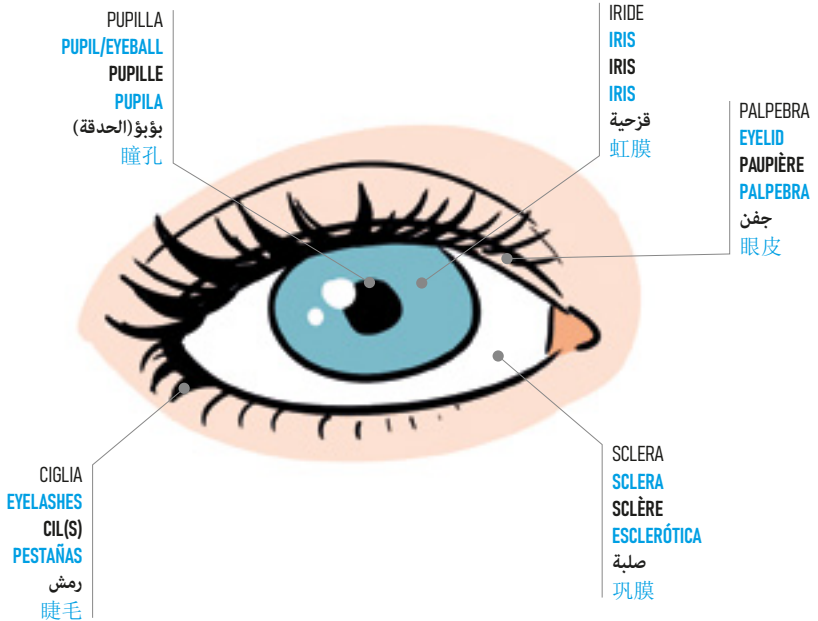 PUPILLA
PUPIL/EYEBALL
PUPILLE
PUPILA
بؤبؤ(الحدقة)
瞳孔
IRIDE
IRIS
IRIS
IRIS
قزحية
虹膜
PALPEBRA
EYELID
PAUPIÈRE
PALPEBRA
جفن
眼皮
CIGLIA
EYELASHES
CIL(S)
PESTAÑAS
رمش
睫毛
SCLERA
SCLERA
SCLÈRE
ESCLERÓTICA
صلبة
巩膜